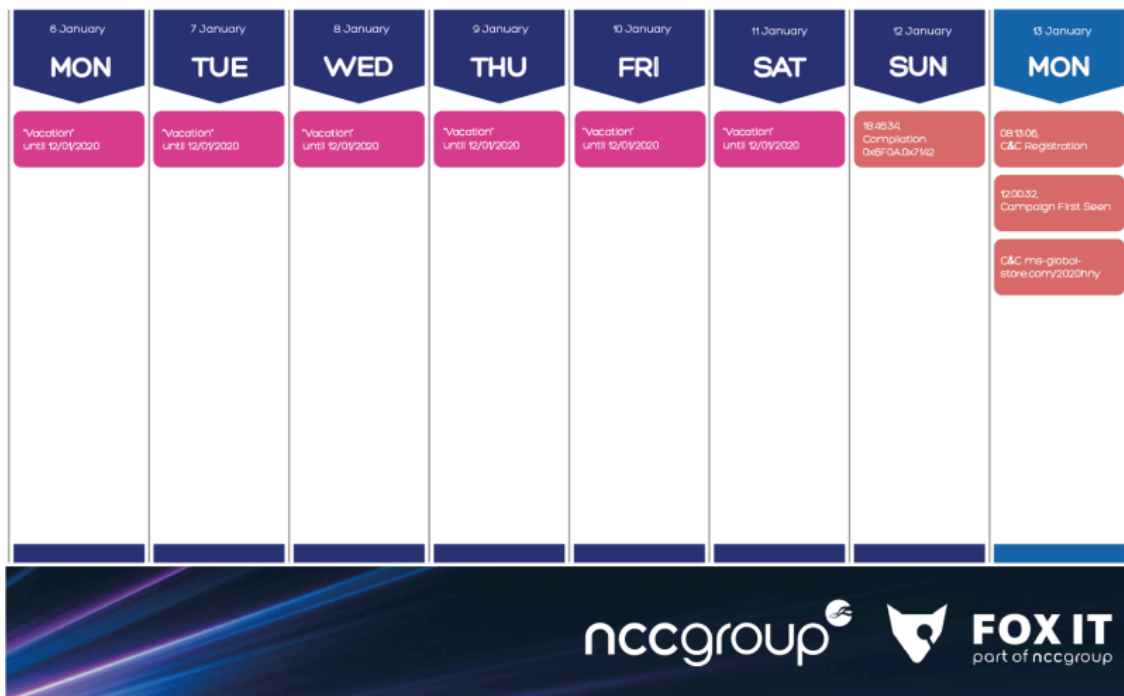 6 January
MON
"Vacation"
until 12/01/2020
7 January
TUE
"Vacation"
until 12/01/2020
8 January
WED
"Vacation"
until 12/01/2020
9 January
THU
"Vacation"
until 12/01/2020
10 January
FRI
"Vacation"
until 12/01/2020
11 January
SAT
"Vacation"
until 12/01/2020
12 January
SUN
18:46:34,
Compilation
0x6F0A.0x7142
13 January
MON
08:13:06,
C&C Registration
12:00:32,
Campaign First Seen
C&C ms-global-
store.com/2020hny
nccgroup
FOX IT
part of nccgroup